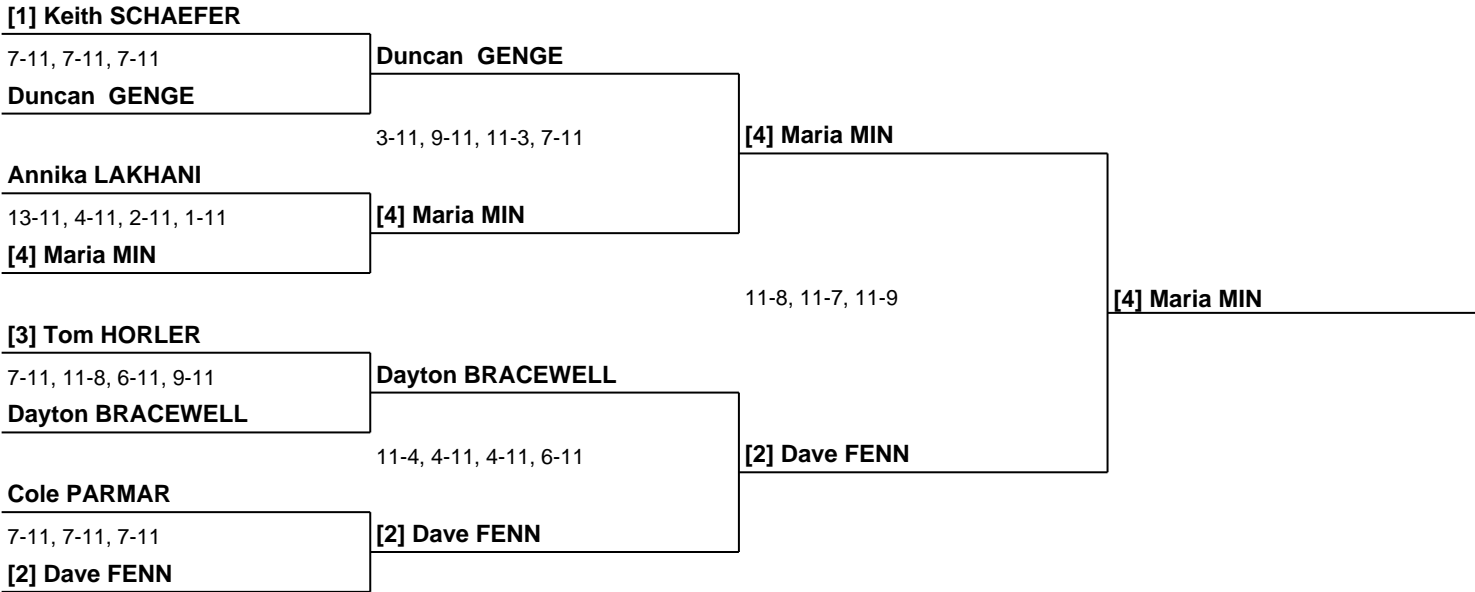 [1] Keith SCHAEFER
7-11, 7-11, 7-11
Duncan  GENGE
Duncan  GENGE
3-11, 9-11, 11-3, 7-11
[4] Maria MIN
Annika LAKHANI
13-11, 4-11, 2-11, 1-11
[4] Maria MIN
[4] Maria MIN
11-8, 11-7, 11-9
[4] Maria MIN
[3] Tom HORLER
7-11, 11-8, 6-11, 9-11
Dayton BRACEWELL
Dayton BRACEWELL
11-4, 4-11, 4-11, 6-11
[2] Dave FENN
Cole PARMAR
7-11, 7-11, 7-11
[2] Dave FENN
[2] Dave FENN